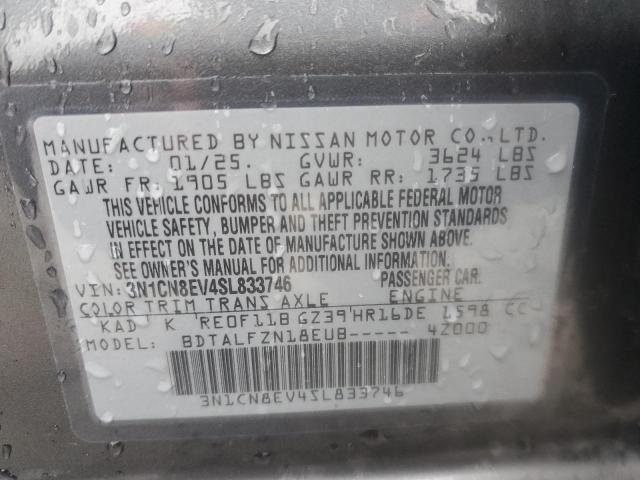 MANUFACTURED BY NISSAN MOTOR CO., LTD.
DATE: 01/25. GVWR: 3624 LBS
GAWR FR: 1905 LBS GAWR RR: 1735 LBS
THIS VEHICLE CONFORMS TO ALL APPLICABLE FEDERAL MOTOR
VEHICLE SAFETY, BUMPER AND THEFT PREVENTION STANDARDS
IN EFFECT ON THE DATE OF MANUFACTURE SHOWN ABOVE.
SEE OWNER'S MANUAL FOR ADDITIONAL INFORMATION.
VIN: 3N1CN8EV4SL833746 PASSENGER CAR.
COLOR TRIM TRANS AXLE ENGINE
KAD K RE0F11B GZ39 HR16DE 1598 CC
BDTALFZN18EUB----- 4Z000
3N1CN8EV4SL833746